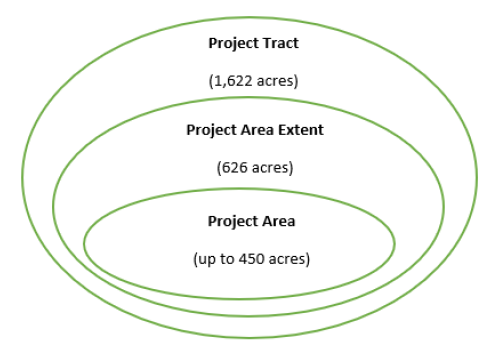 Project Tract
(1,622 acres)
Project Area Extent
(626 acres)
Project Area
(up to 450 acres)